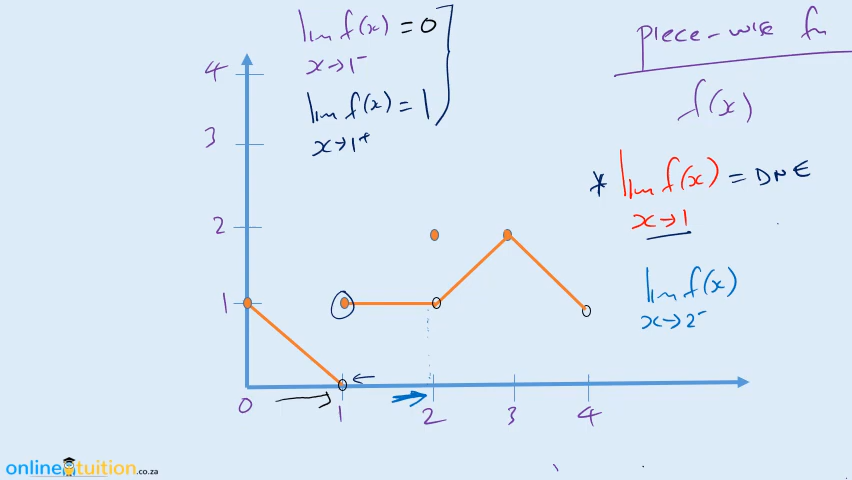 lim f(x) = 0
x→1⁻
lim f(x) = 1
x→1⁺
piece-wise fn
f(x)
* lim f(x) = DNE
x→1
lim f(x)
x→2⁻
4
3
2
1
0 1 2 3 4
onlinetuition.co.za